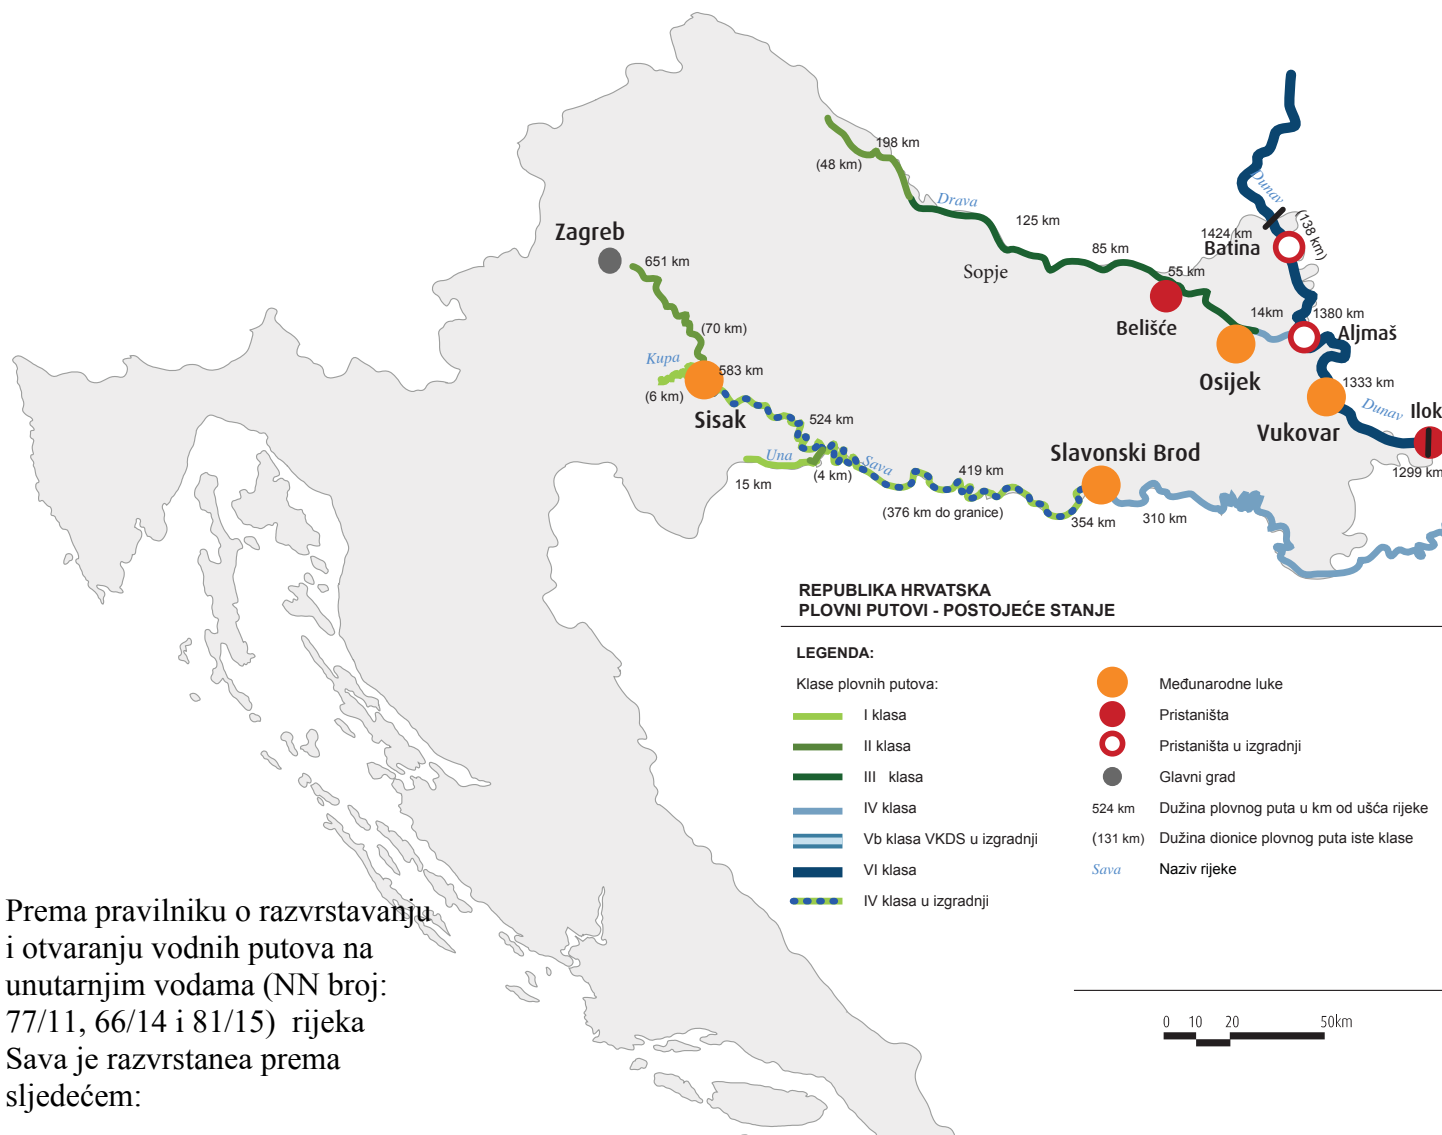 198 km
(48 km)
Drava
125 km
Sopje
85 km
55 km
Belišće
Dunav
1424 km
Batina
(138 km)
14km
1380 km
Aljmaš
Osijek
1333 km
Vukovar
Dunav
Ilok
1299 km
Zagreb
651 km
(70 km)
Kupa
(6 km)
583 km
Sisak
524 km
Una
15 km
(4 km)
Sava
419 km
(376 km do granice)
Slavonski Brod
354 km
310 km
REPUBLIKA HRVATSKA
PLOVNI PUTOVI - POSTOJEĆE STANJE
LEGENDA:
Klase plovnih putova:
I klasa
II klasa
III klasa
IV klasa
Vb klasa VKDS u izgradnji
VI klasa
IV klasa u izgradnji
Međunarodne luke
Pristaništa
Pristaništa u izgradnji
Glavni grad
524 km Dužina plovnog puta u km od ušća rijeke
(131 km) Dužina dionice plovnog puta iste klase
Sava Naziv rijeke
0 10 20 50km
Prema pravilniku o razvrstavanju
i otvaranju vodnih putova na
unutarnjim vodama (NN broj:
77/11, 66/14 i 81/15) rijeka
Sava je razvrstanea prema
sljedećem: